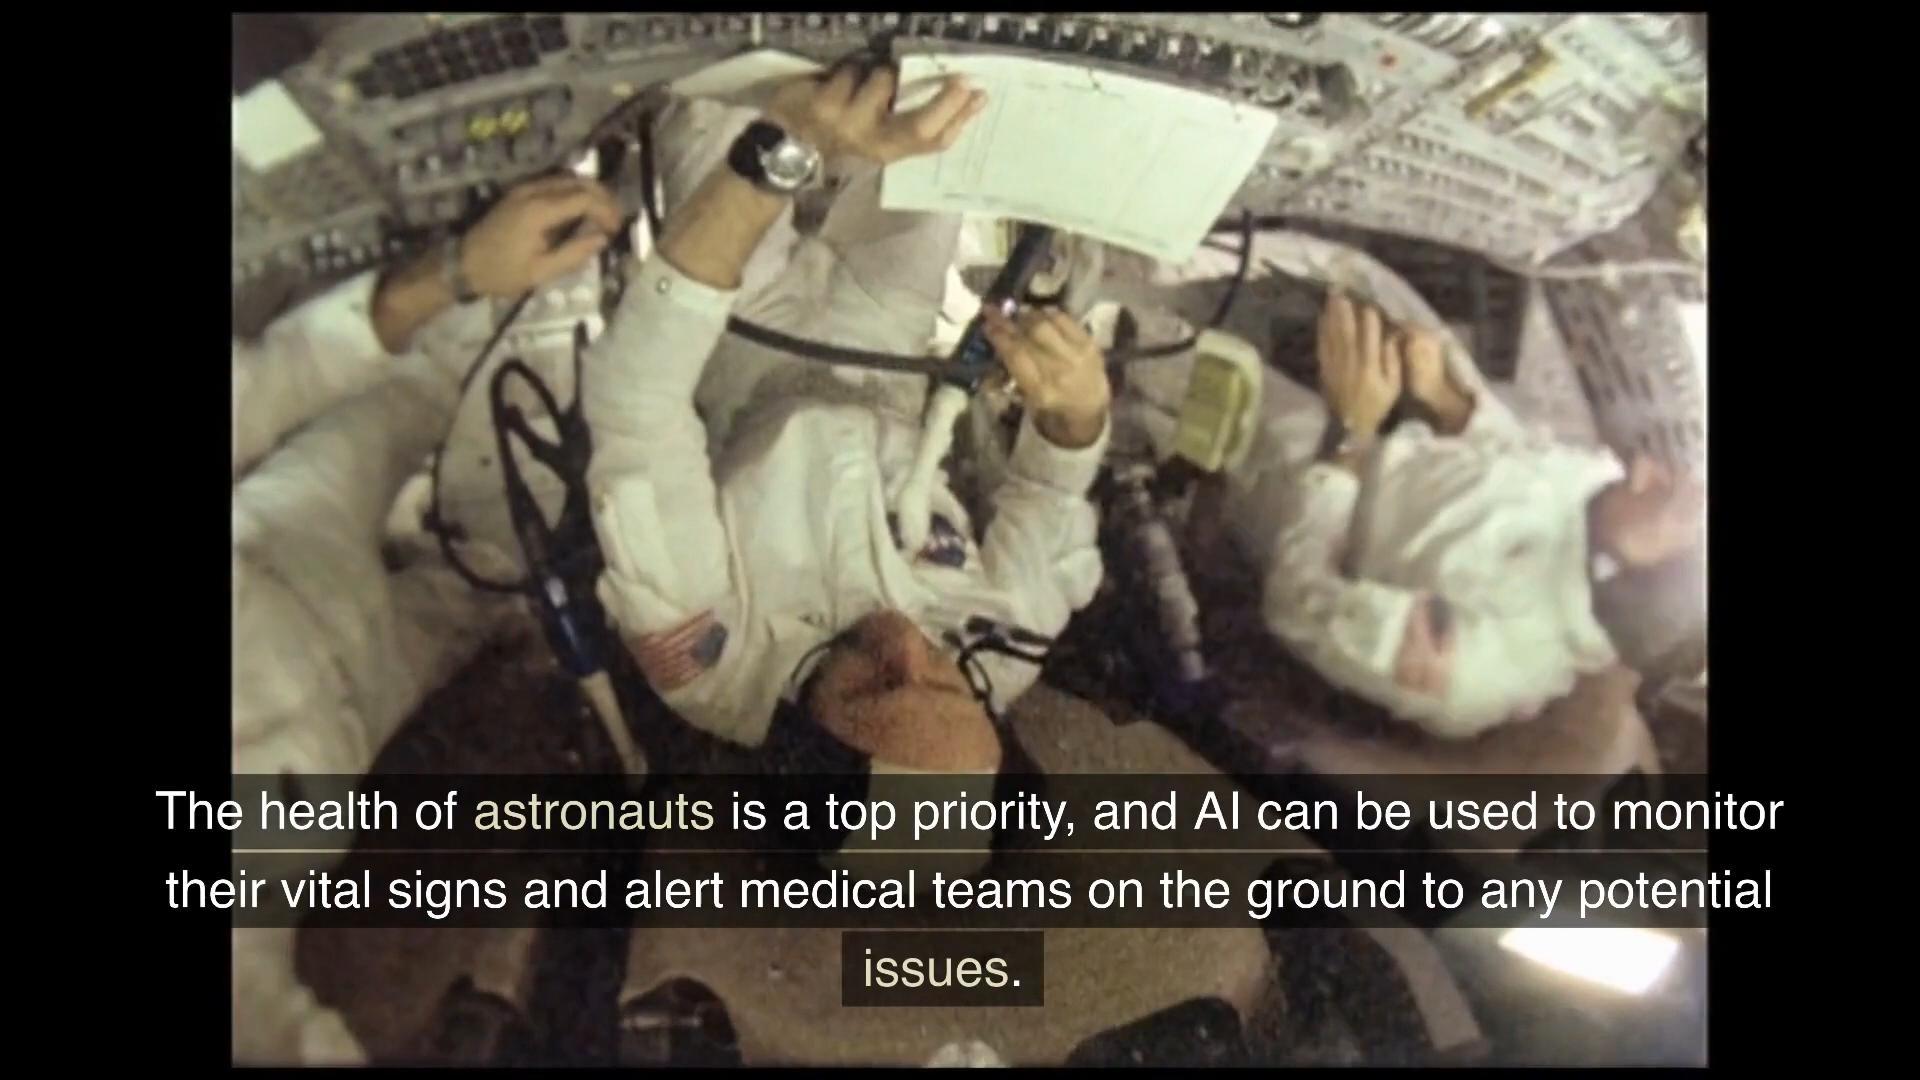 The health of astronauts is a top priority, and AI can be used to monitor
their vital signs and alert medical teams on the ground to any potential
issues.